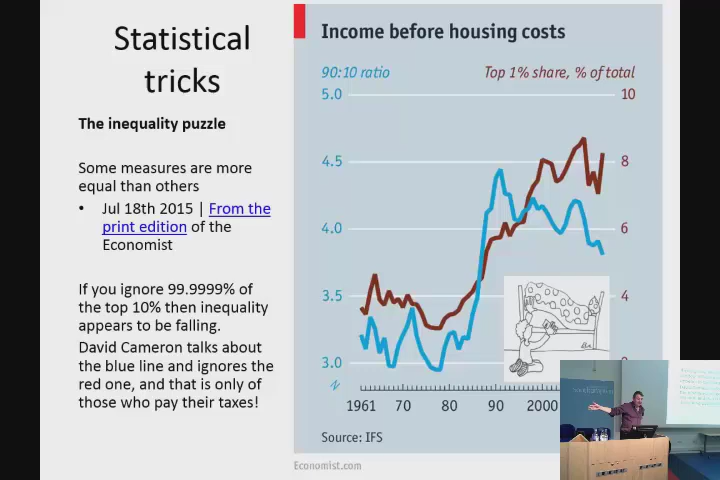 Statistical
tricks
The inequality puzzle
Some measures are more
equal than others
• Jul 18th 2015 | From the
print edition of the
Economist
If you ignore 99.9999% of
the top 10% then inequality
appears to be falling.
David Cameron talks about
the blue line and ignores the
red one, and that is only of
those who pay their taxes!
Income before housing costs
90:10 ratio
Top 1% share, % of total
5.0
10
4.5
8
4.0
6
3.5
4
3.0
1961 70 80 90 2000
Source: IFS
Economist.com